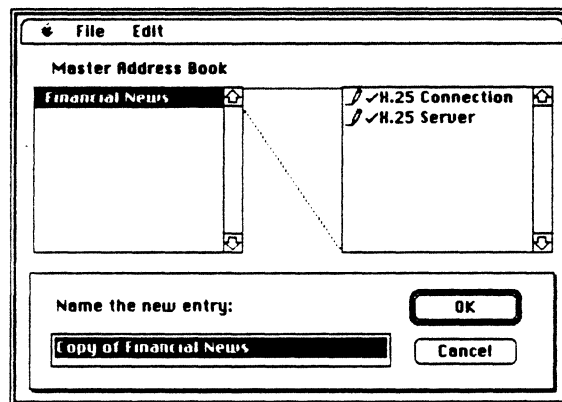 File Edit
Master Address Book
Financial News
✓X.25 Connection
✓X.25 Server
Name the new entry:
OK
Copy of Financial News
Cancel